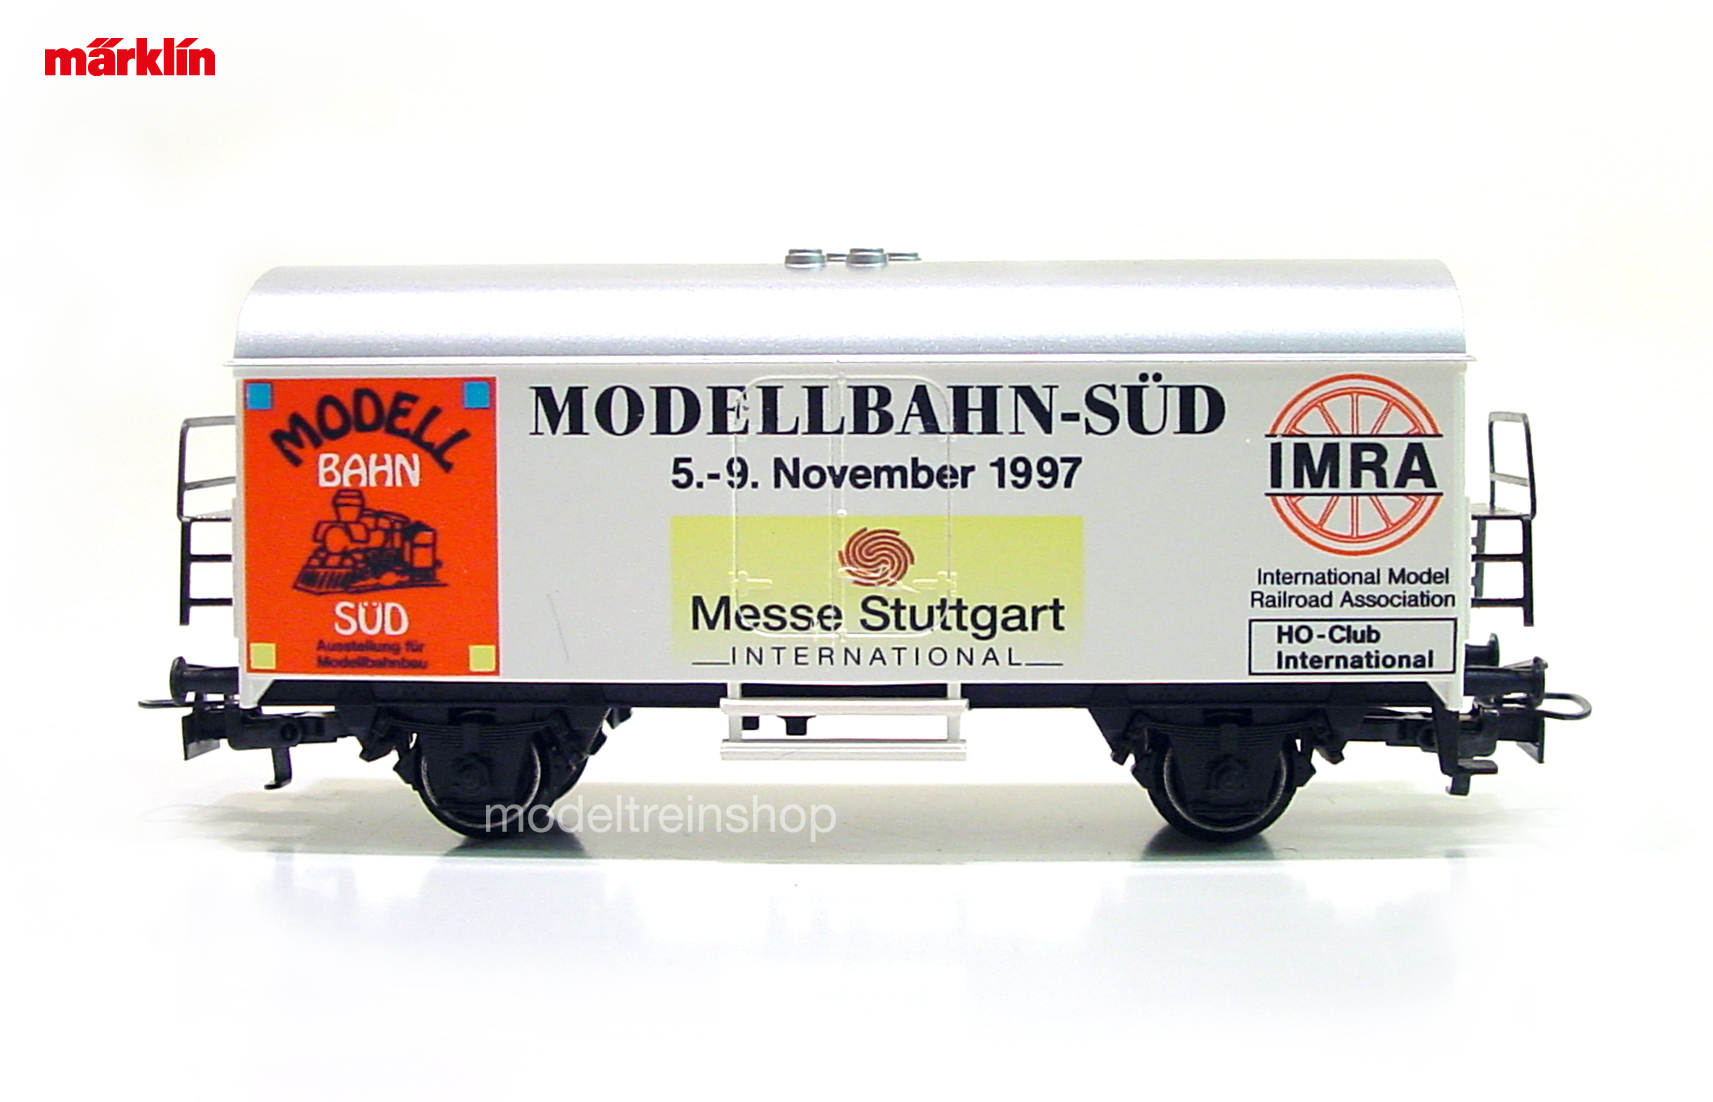 märklin
MODELL
BAHN
SÜD
Ausstellung für
Modellbahnbau
MODELLBAHN-SÜD
5.-9. November 1997
Messe Stuttgart
INTERNATIONAL
IMRA
International Model
Railroad Association
HO-Club
International
modeltreinshop